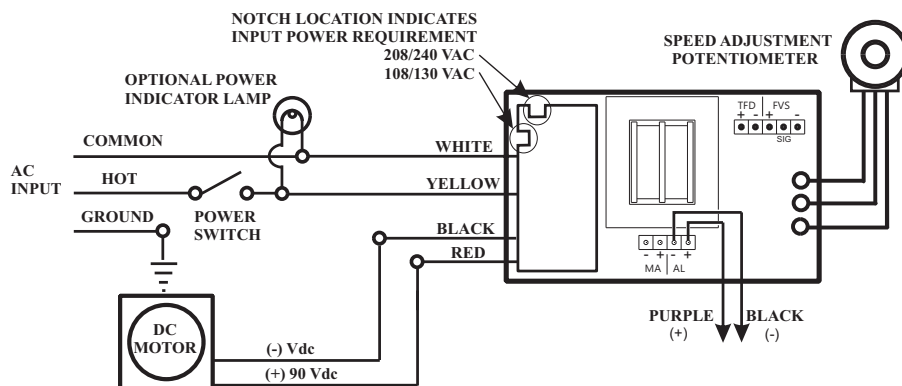 NOTCH LOCATION INDICATES
INPUT POWER REQUIREMENT
208/240 VAC
108/130 VAC
SPEED ADJUSTMENT
POTENTIOMETER
OPTIONAL POWER
INDICATOR LAMP
TFD FVS
+ - + -
SIG
COMMON
WHITE
AC
INPUT
HOT
YELLOW
GROUND
POWER
SWITCH
BLACK
RED
- + - +
MA AL
PURPLE
(+)
BLACK
(-)
DC
MOTOR
(-) Vdc
(+) 90 Vdc